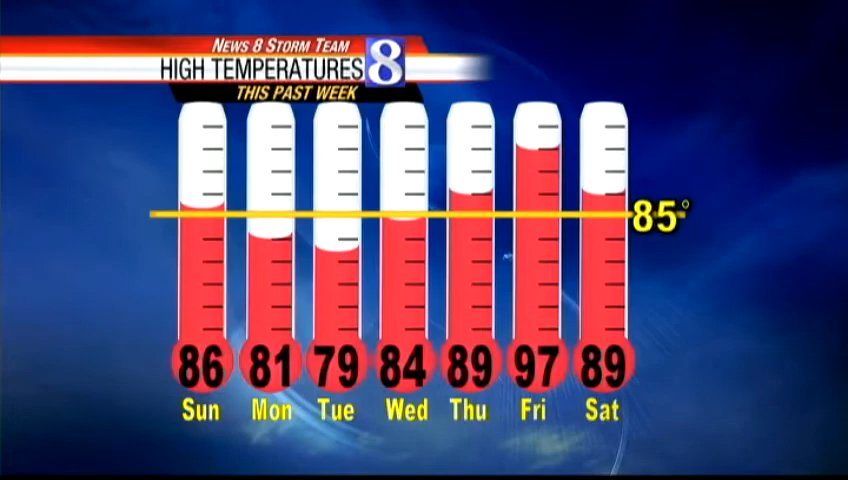 NEWS 8 STORM TEAM
HIGH TEMPERATURES 8
THIS PAST WEEK
85°
86 81 79 84 89 97 89
Sun Mon Tue Wed Thu Fri Sat